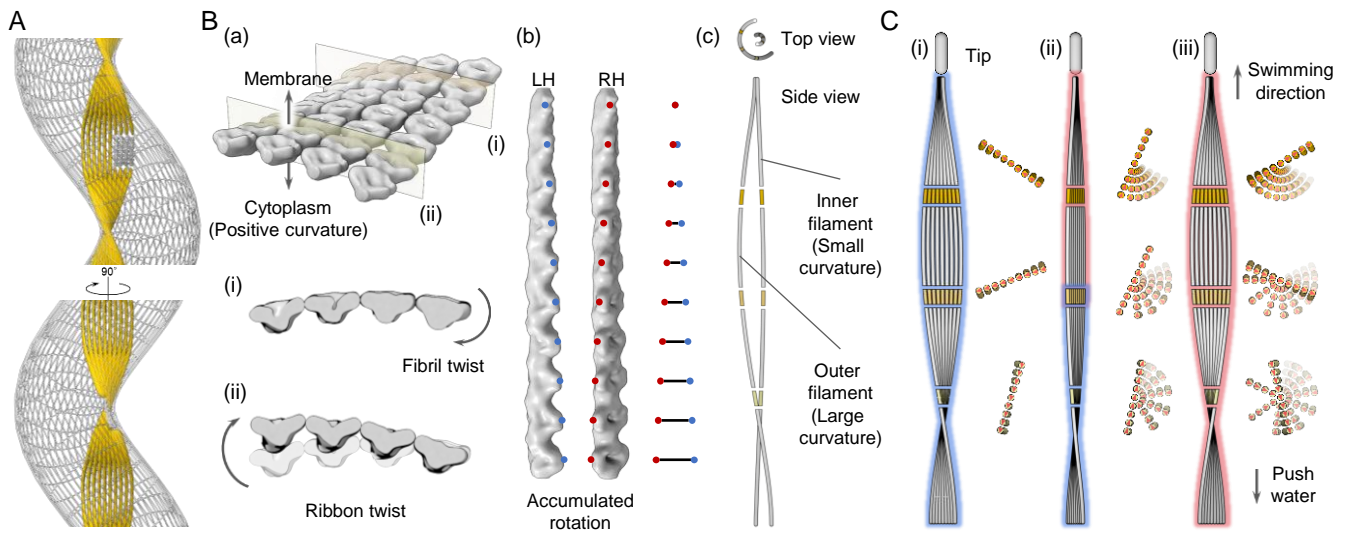 A
90°
B
(a)
Membrane
Cytoplasm
(Positive curvature)
(i)
(ii)
(i)
Fibril twist
(ii)
Ribbon twist
(b)
LH
RH
Accumulated
rotation
(c)
Top view
Side view
Inner
filament
(Small
curvature)
Outer
filament
(Large
curvature)
C
(i)
Tip
(ii)
(iii)
Swimming
direction
Push
water